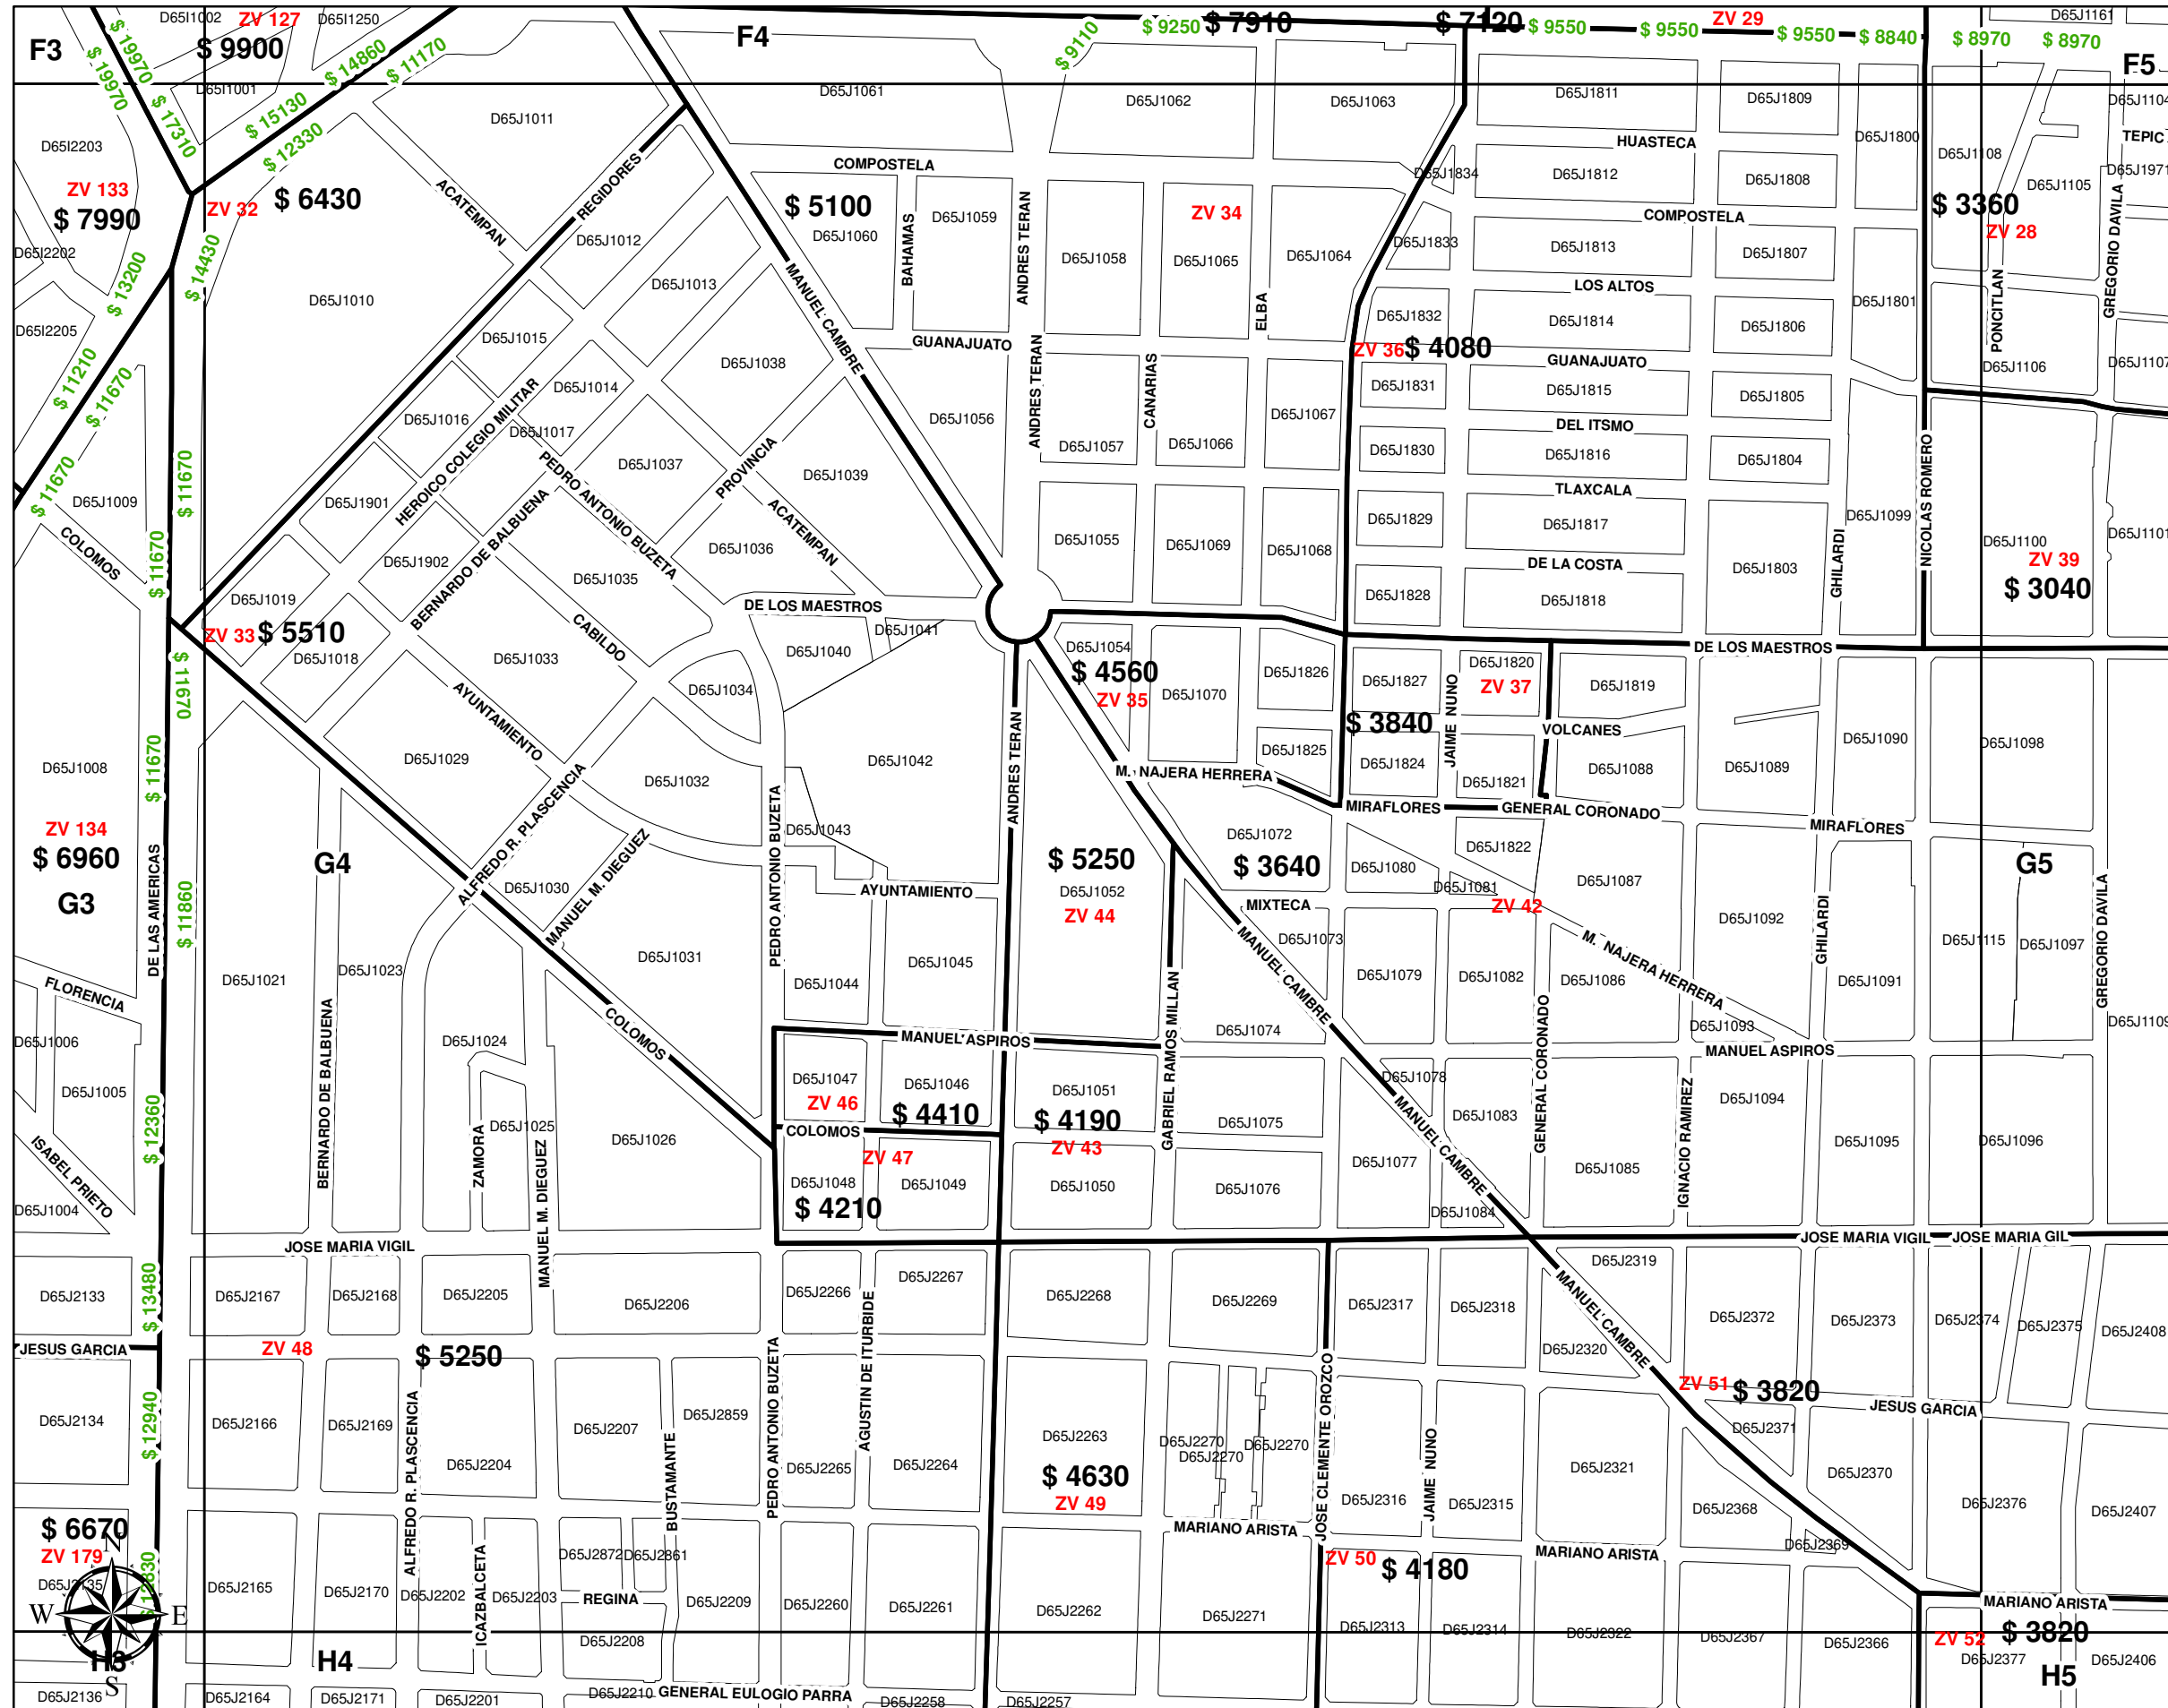 D65I1002
ZV 127
D65I1250
F3
$ 9900
$ 19970
$ 19970
$ 17310
$ 14860
$ 11170
$ 15130
$ 12330
D65I1001
F4
$ 9110
$ 9250
$ 7910
$ 7120
$ 9550
$ 9550
ZV 29
$ 9550
$ 8840
$ 8970
$ 8970
D65J1161
F5
D65J1011
D65J1061
D65J1062
D65J1063
D65J1811
D65J1809
D65J1800
D65J1104
D65I2203
ZV 133
$ 7990
D65I2202
$ 13200
D65I2205
$ 11210
$ 11670
$ 11670
ZV 32
$ 6430
$ 14430
D65J1010
ACATEMPAN
REGIDORES
COMPOSTELA
$ 5100
D65J1060
BAHAMAS
D65J1059
ANDRES TERAN
D65J1058
ZV 34
D65J1065
ELBA
D65J1064
D65J1834
HUASTECA
D65J1812
D65J1808
COMPOSTELA
D65J1833
D65J1813
D65J1807
LOS ALTOS
D65J1108
D65J1105
TEPIC
D65J1971
$ 3360
ZV 28
GREGORIO DAVILA
PONCITLAN
D65J1801
D65J1106
D65J1107
D65J1012
D65J1013
D65J1015
D65J1038
MANUEL CAMBRE
GUANAJUATO
D65J1014
D65J1016
HEROICO COLEGIO MILITAR
D65J1017
D65J1056
ANDRES TERAN
D65J1057
CANARIAS
D65J1066
D65J1067
D65J1832
ZV 36
$ 4080
D65J1814
D65J1806
GUANAJUATO
D65J1831
D65J1815
D65J1805
DEL ITSMO
D65J1830
D65J1816
D65J1804
TLAXCALA
D65J1829
D65J1817
DE LA COSTA
D65J1803
D65J1828
D65J1818
GHILARDI
D65J1099
NICOLAS ROMERO
D65J1100
ZV 39
$ 3040
D65J1101
D65J1009
COLOMOS
$ 11670
$ 11670
D65J1901
D65J1902
BERNARDO DE BALBUENA
PEDRO ANTONIO BUZETA
D65J1037
PROVINCIA
D65J1039
ACATEMPAN
D65J1036
D65J1035
D65J1055
D65J1069
D65J1068
D65J1019
ZV 33
$ 5510
D65J1018
D65J1033
CABILDO
DE LOS MAESTROS
D65J1041
D65J1040
D65J1034
D65J1054
$ 4560
ZV 35
D65J1070
D65J1826
D65J1825
D65J1827
$ 3840
D65J1824
JAIME NUNO
D65J1820
ZV 37
D65J1821
D65J1819
VOLCANES
D65J1088
DE LOS MAESTROS
D65J1089
D65J1090
D65J1098
$ 11670
$ 11670
D65J1008
ZV 134
$ 6960
G3
DE LAS AMERICAS
$ 11860
G4
AYUNTAMIENTO
D65J1029
D65J1032
ALFREDO R. PLASCENCIA
MANUEL M. DIEGUEZ
D65J1030
D65J1031
PEDRO ANTONIO BUZETA
D65J1042
D65J1043
AYUNTAMIENTO
D65J1044
D65J1045
ANDRES TERAN
$ 5250
D65J1052
ZV 44
M. NAJERA HERRERA
D65J1072
$ 3640
MIXTECA
D65J1073
MANUEL CAMBRE
D65J1074
MIRAFLORES
GENERAL CORONADO
D65J1080
D65J1081
D65J1822
ZV 42
D65J1087
D65J1079
D65J1082
D65J1086
M. NAJERA HERRERA
D65J1093
MIRAFLORES
D65J1092
GHILARDI
D65J1091
D65J1115
D65J1097
G5
GREGORIO DAVILA
D65J1109
D65J1021
D65J1023
BERNARDO DE BALBUENA
FLORENCIA
D65J1006
D65J1005
$ 12360
ISABEL PRIETO
D65J1004
D65J1024
D65J1025
ZAMORA
MANUEL M. DIEGUEZ
D65J1026
COLOMOS
MANUEL ASPIROS
D65J1047
ZV 46
D65J1046
$ 4410
COLOMOS
ZV 47
D65J1048
$ 4210
D65J1049
D65J1051
$ 4190
ZV 43
D65J1050
GABRIEL RAMOS MILLAN
D65J1075
D65J1076
D65J1077
D65J1078
MANUEL CAMBRE
D65J1083
D65J1084
GENERAL CORONADO
D65J1085
IGNACIO RAMIREZ
MANUEL ASPIROS
D65J1094
D65J1095
D65J1096
JOSE MARIA VIGIL
JOSE MARIA VIGIL
JOSE MARIA GIL
D65J2133
$ 13480
JESUS GARCIA
D65J2167
D65J2168
D65J2205
D65J2206
ZV 48
$ 5250
D65J2266
D65J2267
AGUSTIN DE ITURBIDE
D65J2268
D65J2269
D65J2317
D65J2318
D65J2319
D65J2320
MANUEL CAMBRE
D65J2372
D65J2373
D65J2374
D65J2375
D65J2408
ZV 51
$ 3820
JESUS GARCIA
D65J2371
D65J2134
$ 12940
D65J2166
D65J2169
ALFREDO R. PLASCENCIA
D65J2204
D65J2207
BUSTAMANTE
D65J2859
PEDRO ANTONIO BUZETA
D65J2265
D65J2264
D65J2263
$ 4630
ZV 49
D65J2270
D65J2270
D65J2270
MARIANO ARISTA
JOSE CLEMENTE OROZCO
D65J2316
JAIME NUNO
D65J2315
D65J2321
MARIANO ARISTA
D65J2368
D65J2370
D65J2369
D65J2376
D65J2407
$ 6670
ZV 179
N
W
E
S
D65J2135
$ 12830
H3
D65J2136
D65J2165
D65J2170
D65J2202
ICAZBALCETA
D65J2203
D65J2872
D65J2861
REGINA
D65J2208
D65J2209
D65J2260
D65J2261
D65J2262
D65J2271
ZV 50
$ 4180
D65J2313
D65J2314
D65J2322
D65J2367
D65J2366
MARIANO ARISTA
ZV 52
$ 3820
D65J2377
H5
D65J2406
H4
D65J2164
D65J2171
D65J2201
D65J2210
GENERAL EULOGIO PARRA
D65J2258
D65J2257